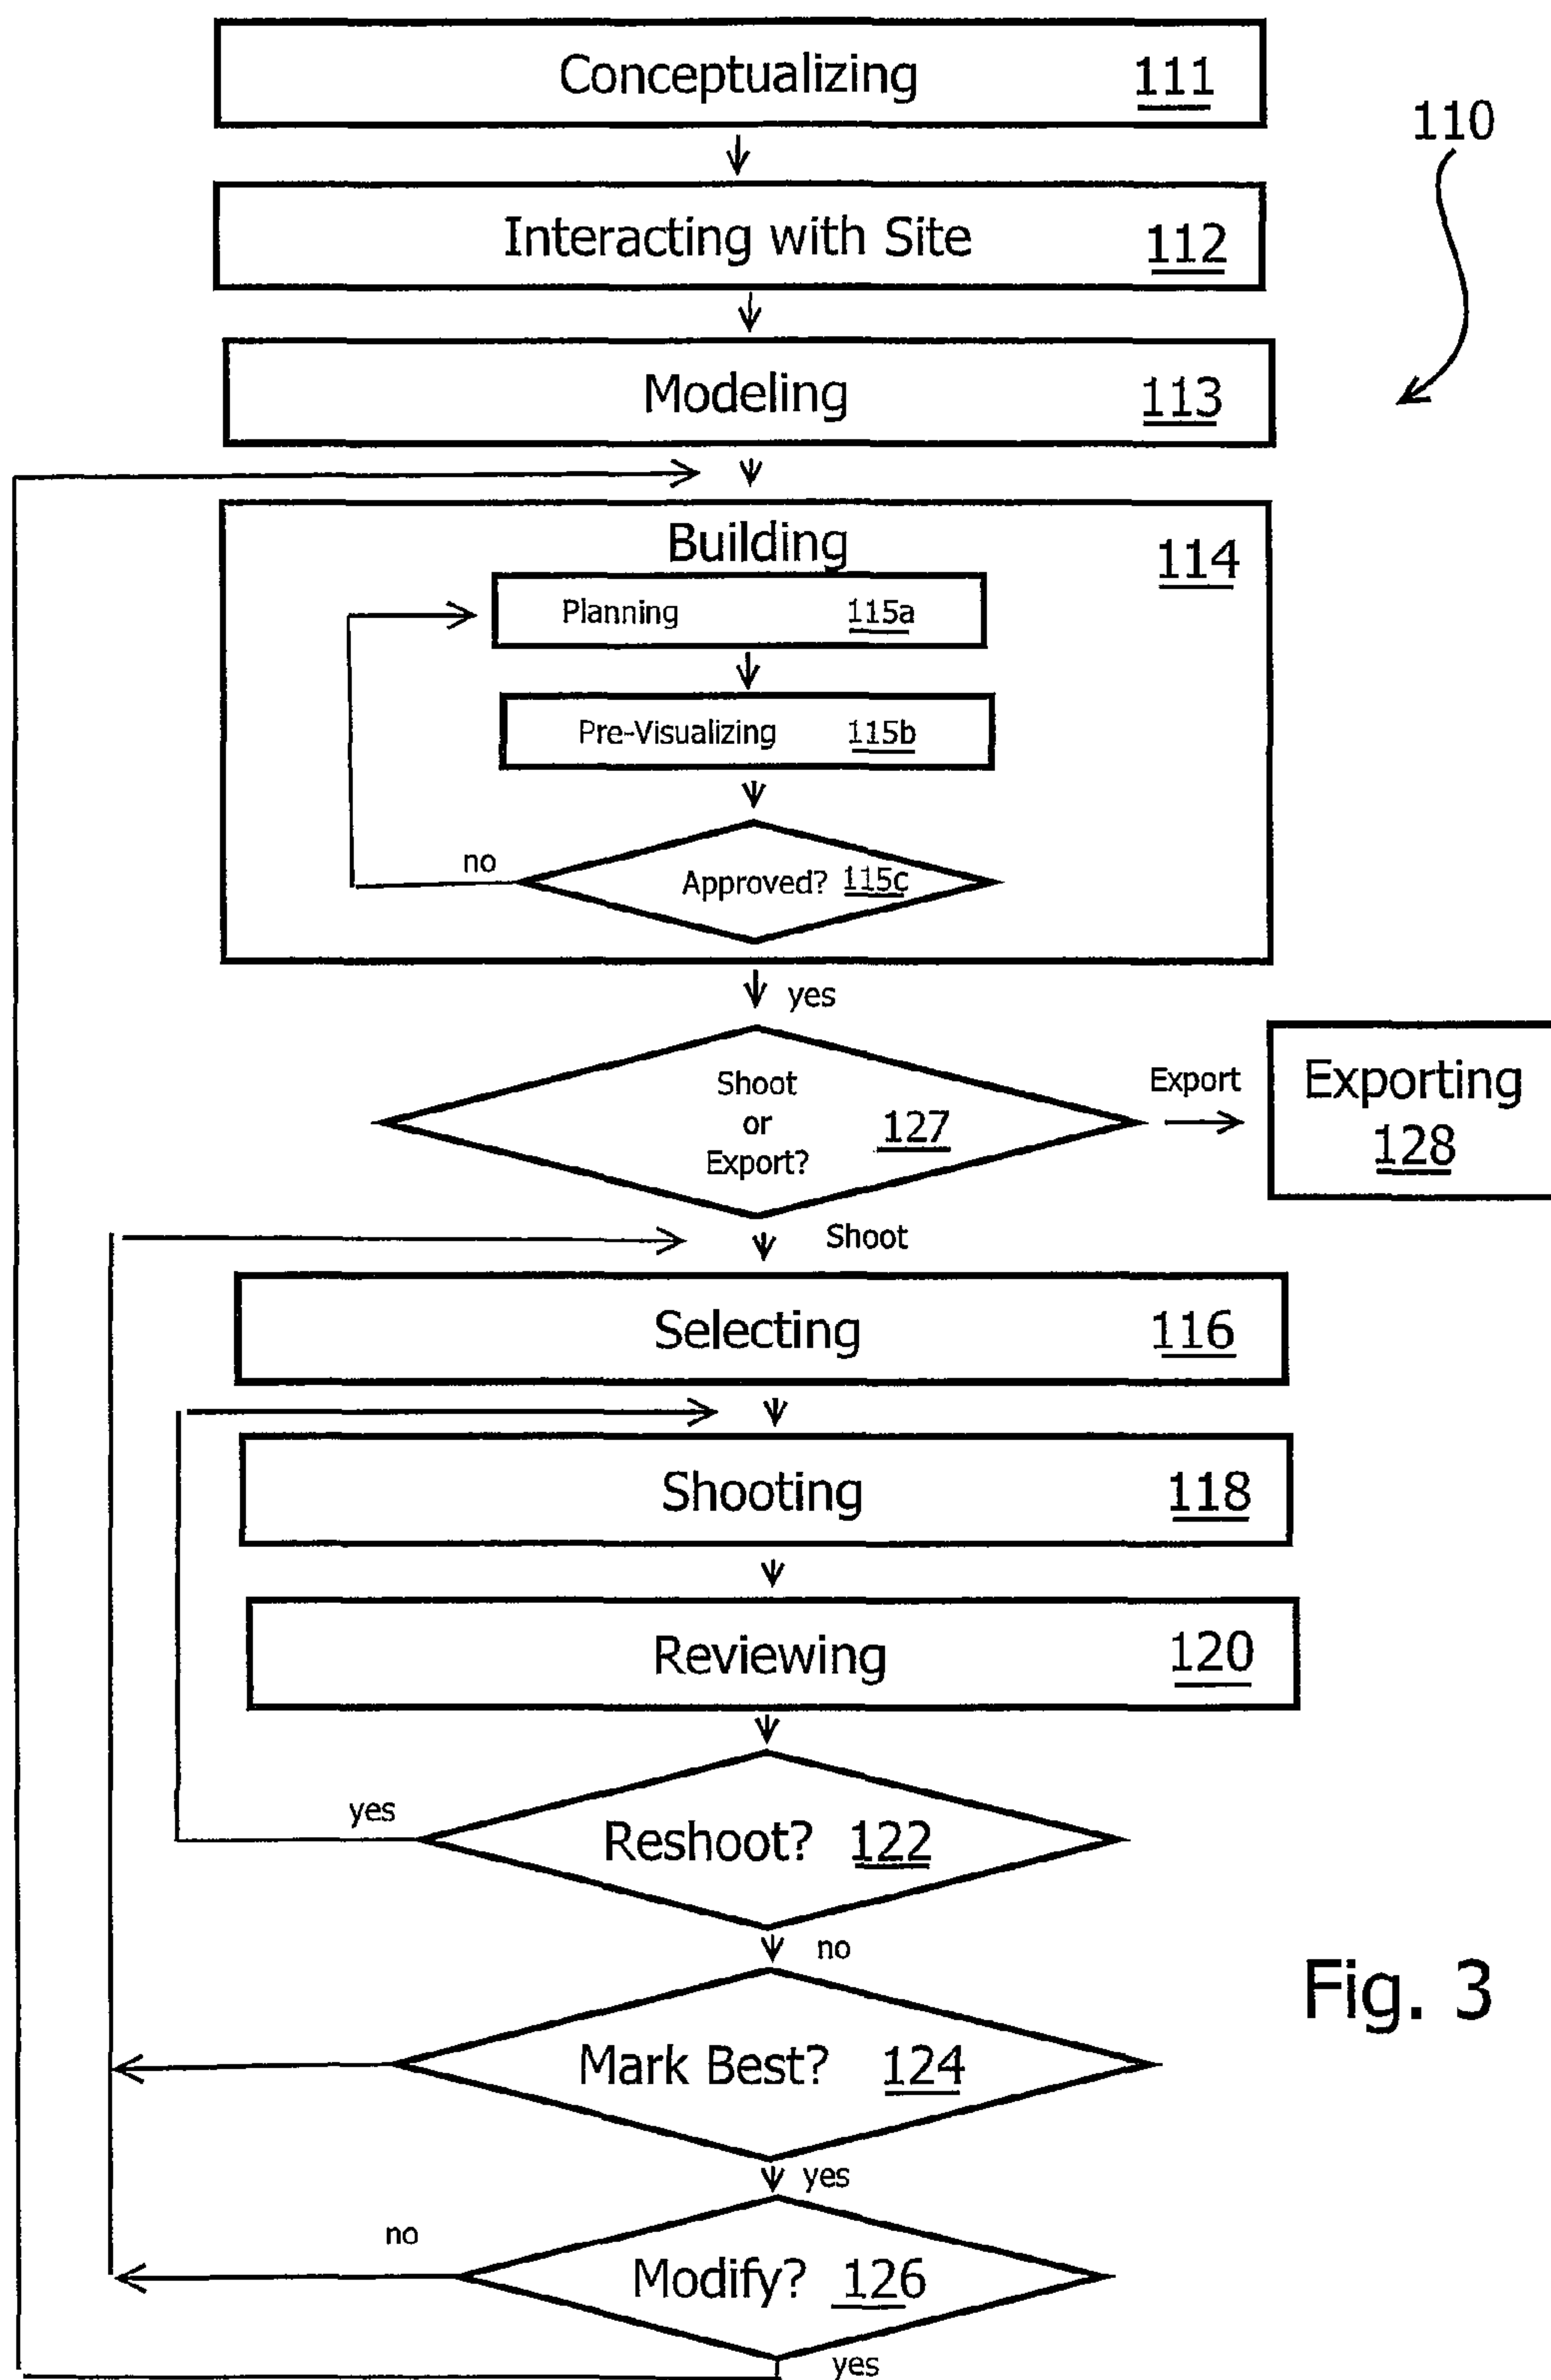 Conceptualizing 111
110
Interacting with Site 112
Modeling 113
Building 114
Planning 115a
Pre-Visualizing 115b
no
Approved? 115c
yes
Shoot
or
Export?
127
Export
Exporting
128
Shoot
Selecting 116
Shooting 118
Reviewing 120
yes
Reshoot? 122
no
Fig. 3
Mark Best? 124
yes
no
Modify? 126
yes